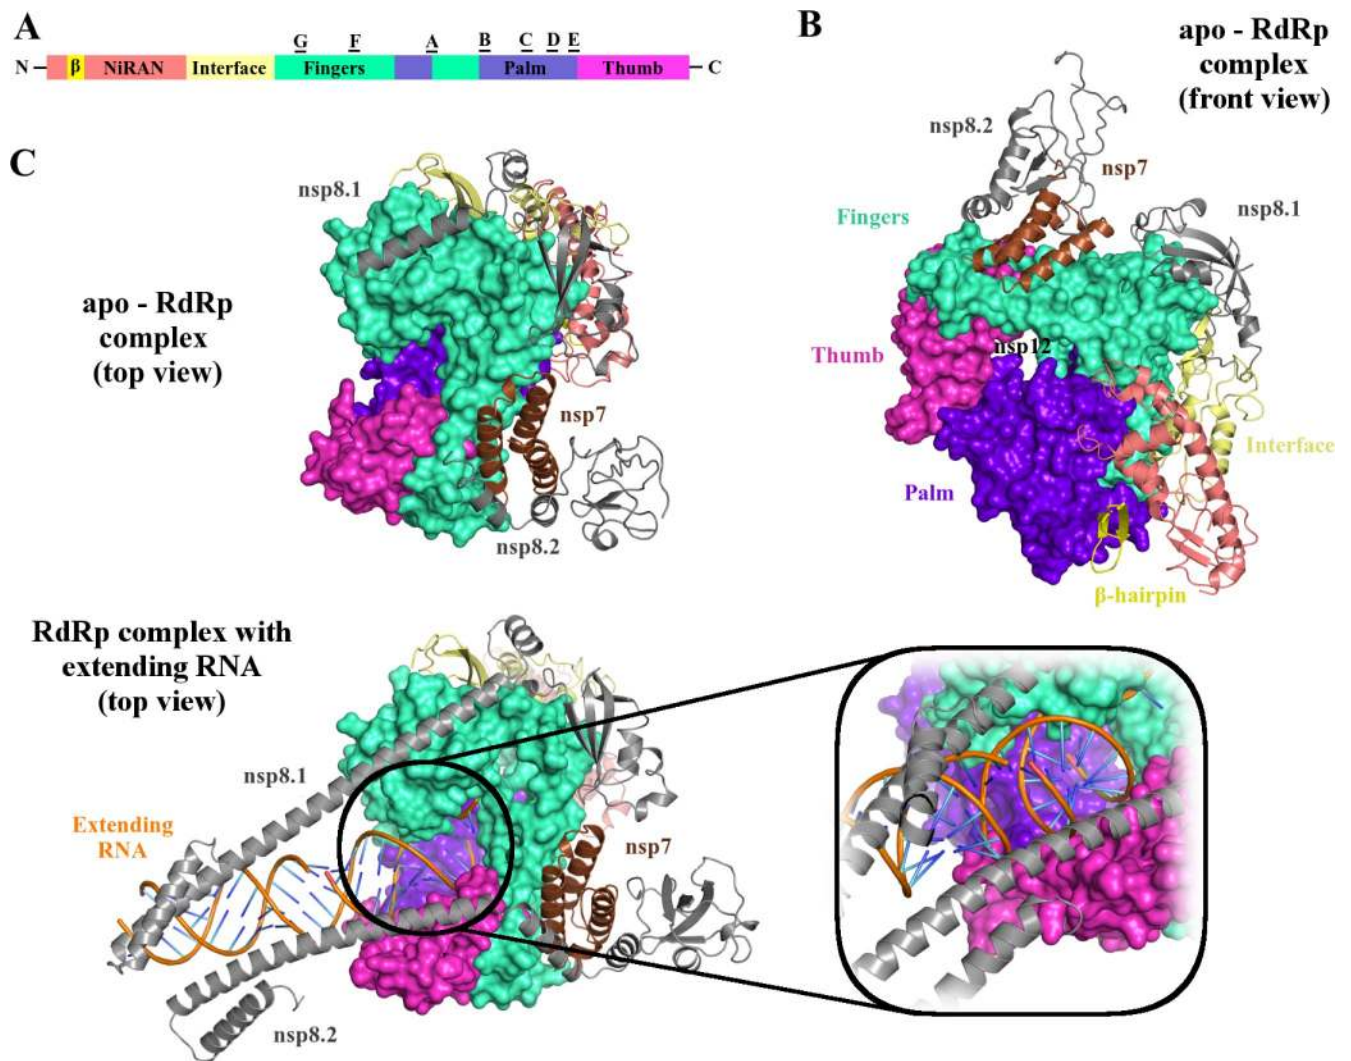 A
G F A B C D E
N β NiRAN Interface Fingers Palm Thumb C
B
apo - RdRp
complex
(front view)
nsp8.2
nsp7
nsp8.1
Fingers
Thumb
nsp12
Interface
Palm
β-hairpin
C
nsp8.1
apo - RdRp
complex
(top view)
nsp7
nsp8.2
RdRp complex with
extending RNA
(top view)
nsp8.1
Extending
RNA
nsp7
nsp8.2